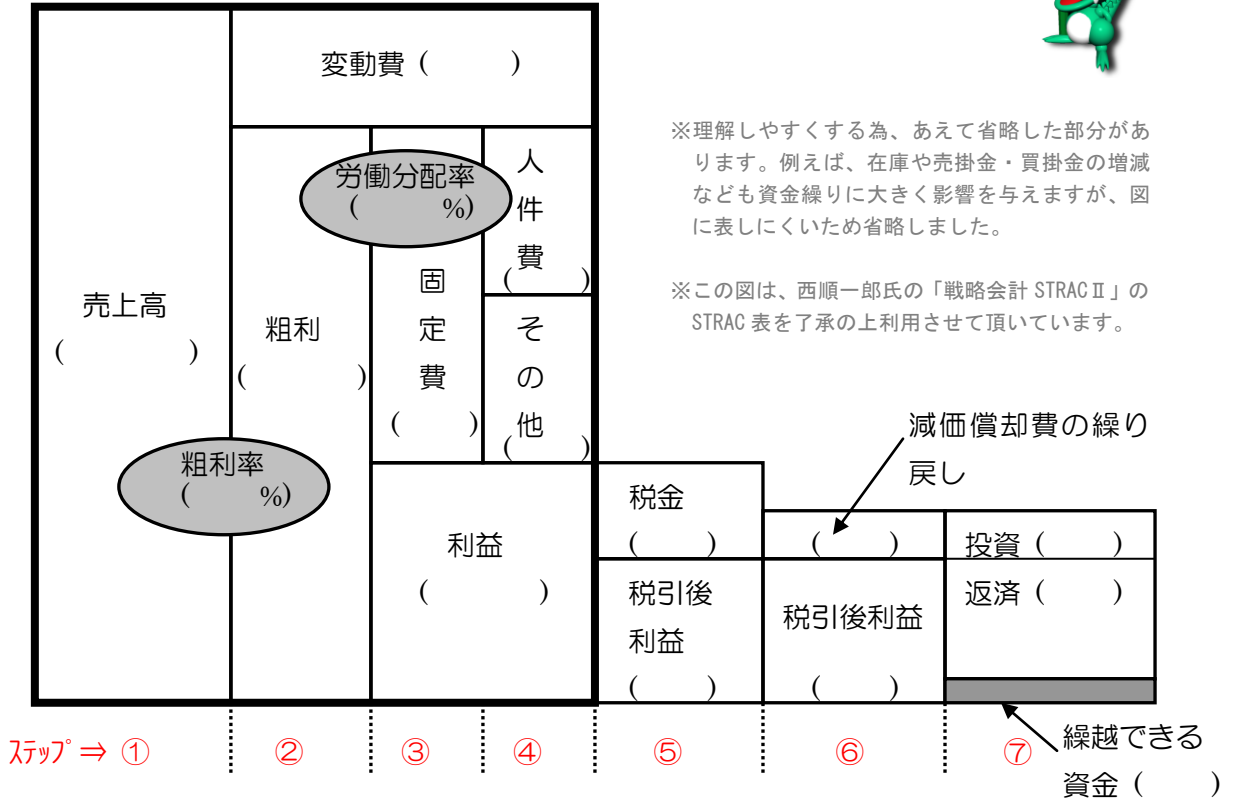 変動費（　　）
売上高
（　　）
粗利率
（　　%）
粗利
（　　）
労働分配率
（　　%）
固
定
費
（　　）
人
件
費
（　　）
そ
の
他
（　　）
利益
（　　）
※理解しやすくする為、あえて省略した部分があ
ります。例えば、在庫や売掛金・買掛金の増減
なども資金繰りに大きく影響を与えますが、図
に表しにくいため省略しました。
※この図は、西順一郎氏の「戦略会計 STRACⅡ」の
STRAC 表を了承の上利用させて頂いています。
減価償却費の繰り
戻し
税金
（　　）
税引後
利益
（　　）
（　　）
税引後利益
（　　）
投資（　　）
返済（　　）
ｽﾃｯﾌﾟ ⇒ ① ② ③ ④ ⑤ ⑥ ⑦
繰越できる
資金（　　）